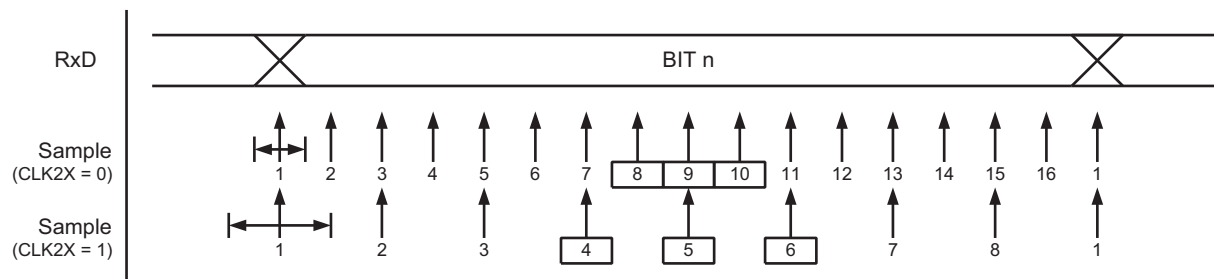 RxD
BIT n
Sample
(CLK2X = 0)
1 2 3 4 5 6 7 8 9 10 11 12 13 14 15 16 1
Sample
(CLK2X = 1)
1 2 3 4 5 6 7 8 1